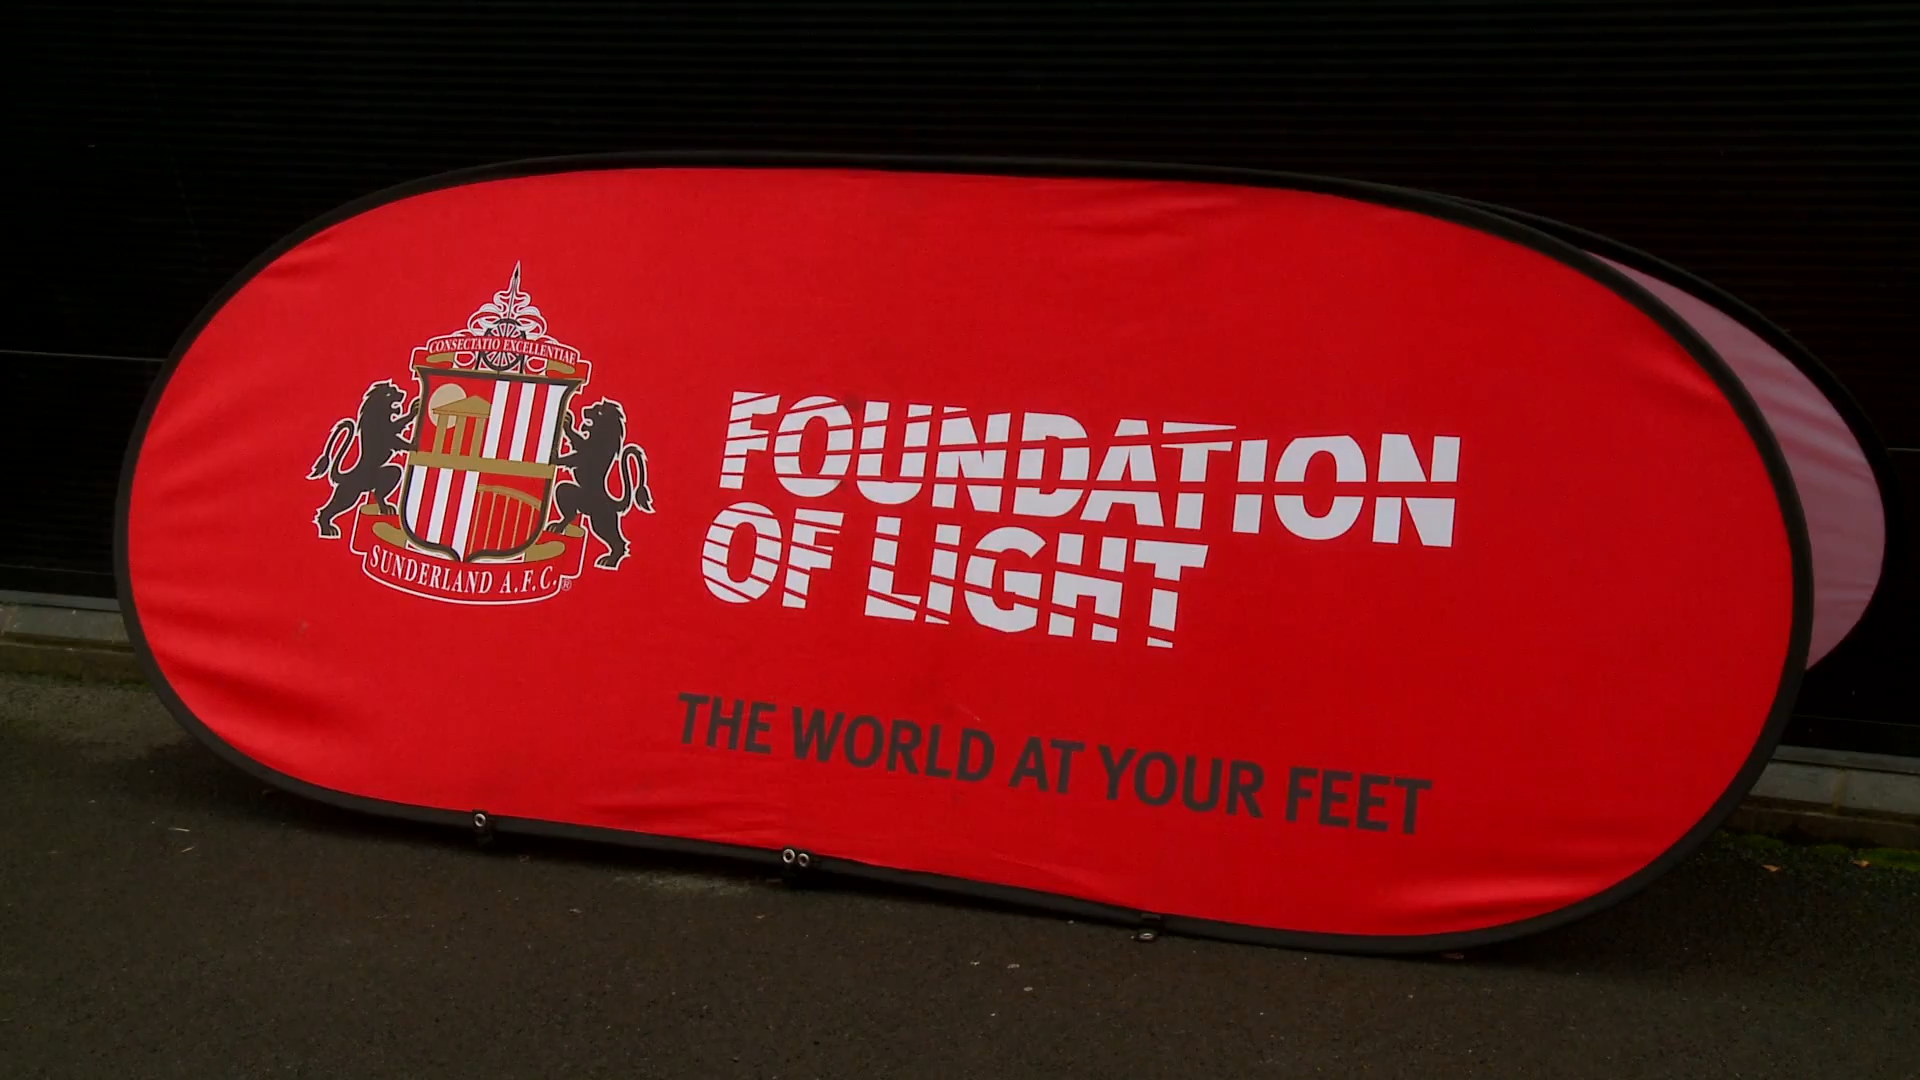 CONSECTATIO EXCELLENTIAE
SUNDERLAND A.F.C.®
FOUNDATION
OF LIGHT
THE WORLD AT YOUR FEET